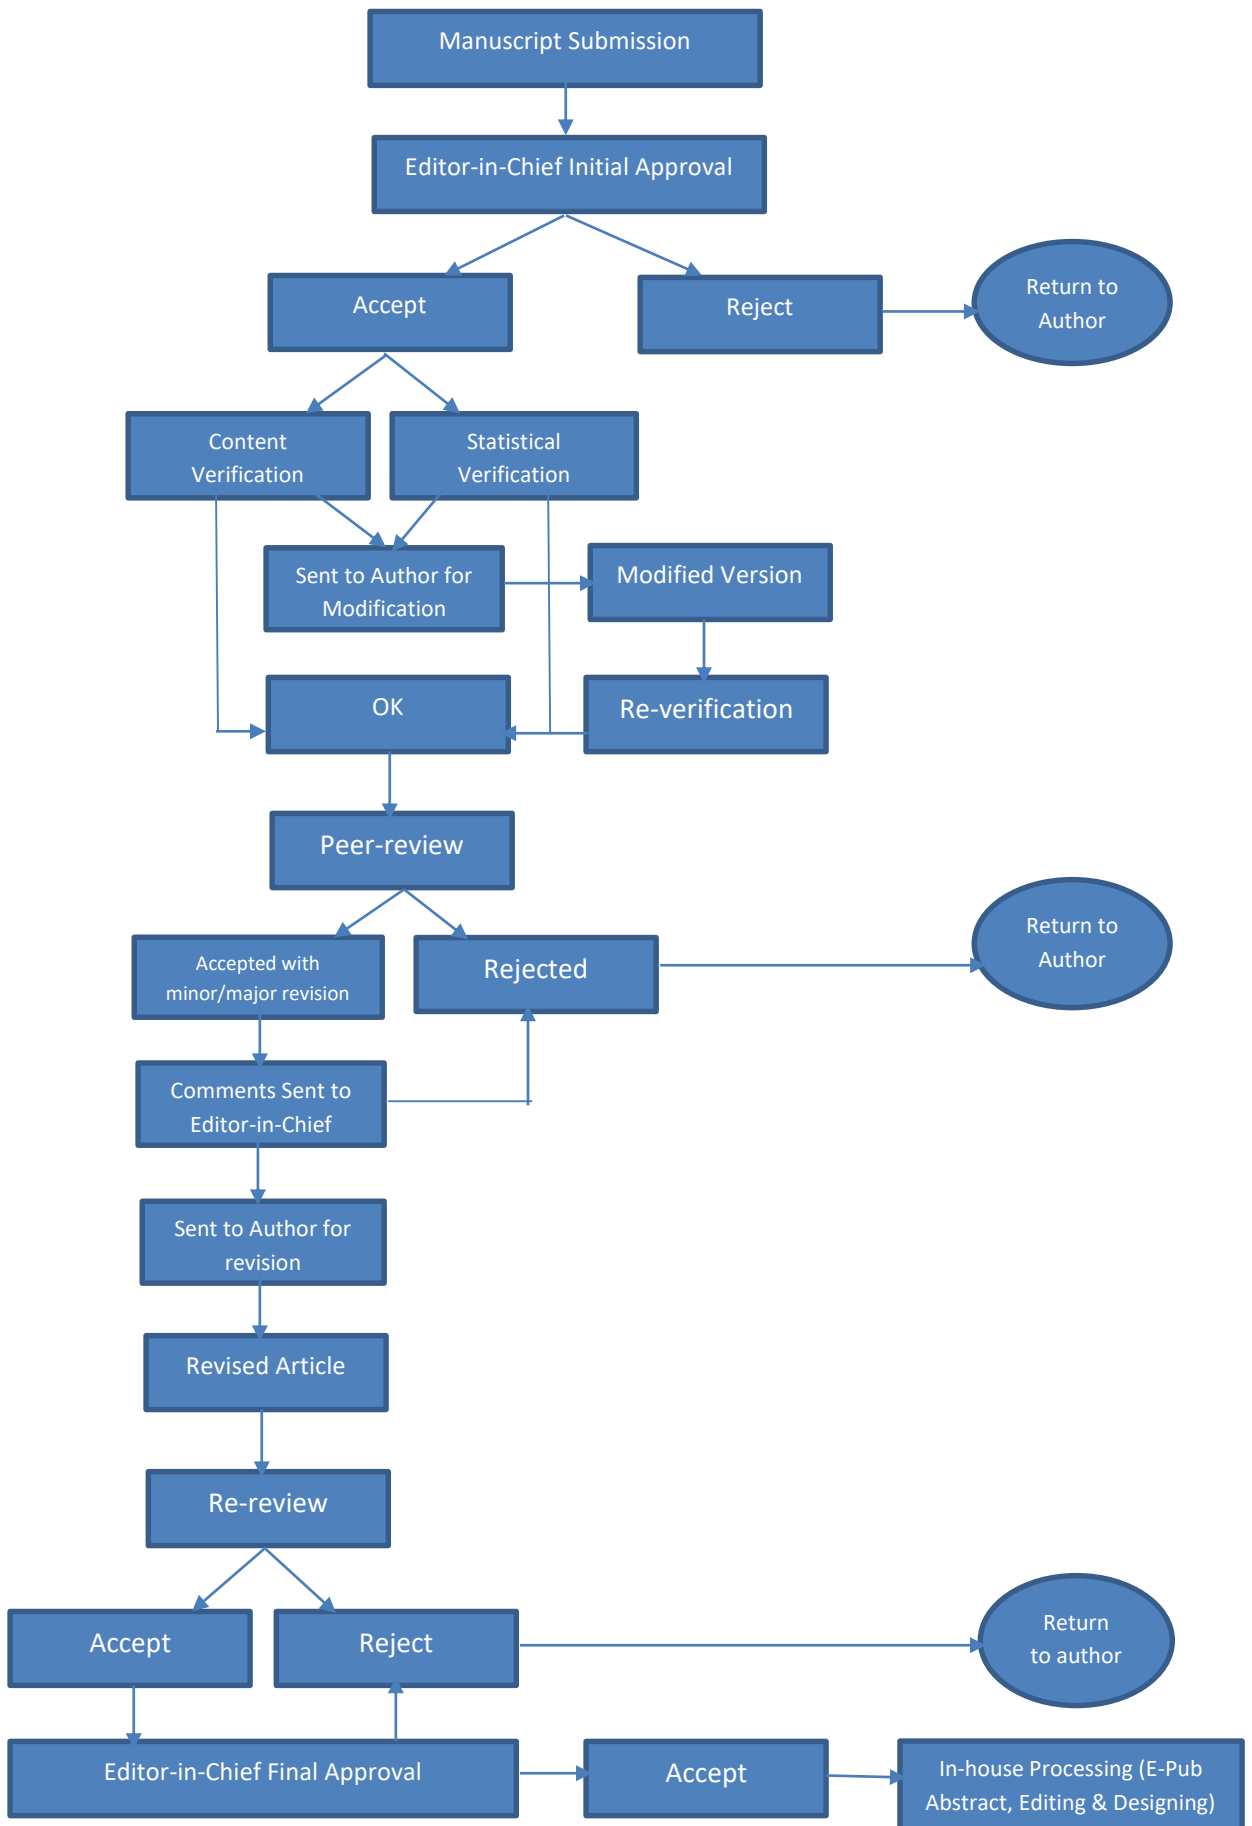 Manuscript Submission
Editor-in-Chief Initial Approval
Accept
Reject
Return to
Author
Content
Verification
Statistical
Verification
Sent to Author for
Modification
Modified Version
OK
Re-verification
Peer-review
Accepted with
minor/major revision
Rejected
Return to
Author
Comments Sent to
Editor-in-Chief
Sent to Author for
revision
Revised Article
Re-review
Accept
Reject
Return
to author
Editor-in-Chief Final Approval
Accept
In-house Processing (E-Pub
Abstract, Editing & Designing)